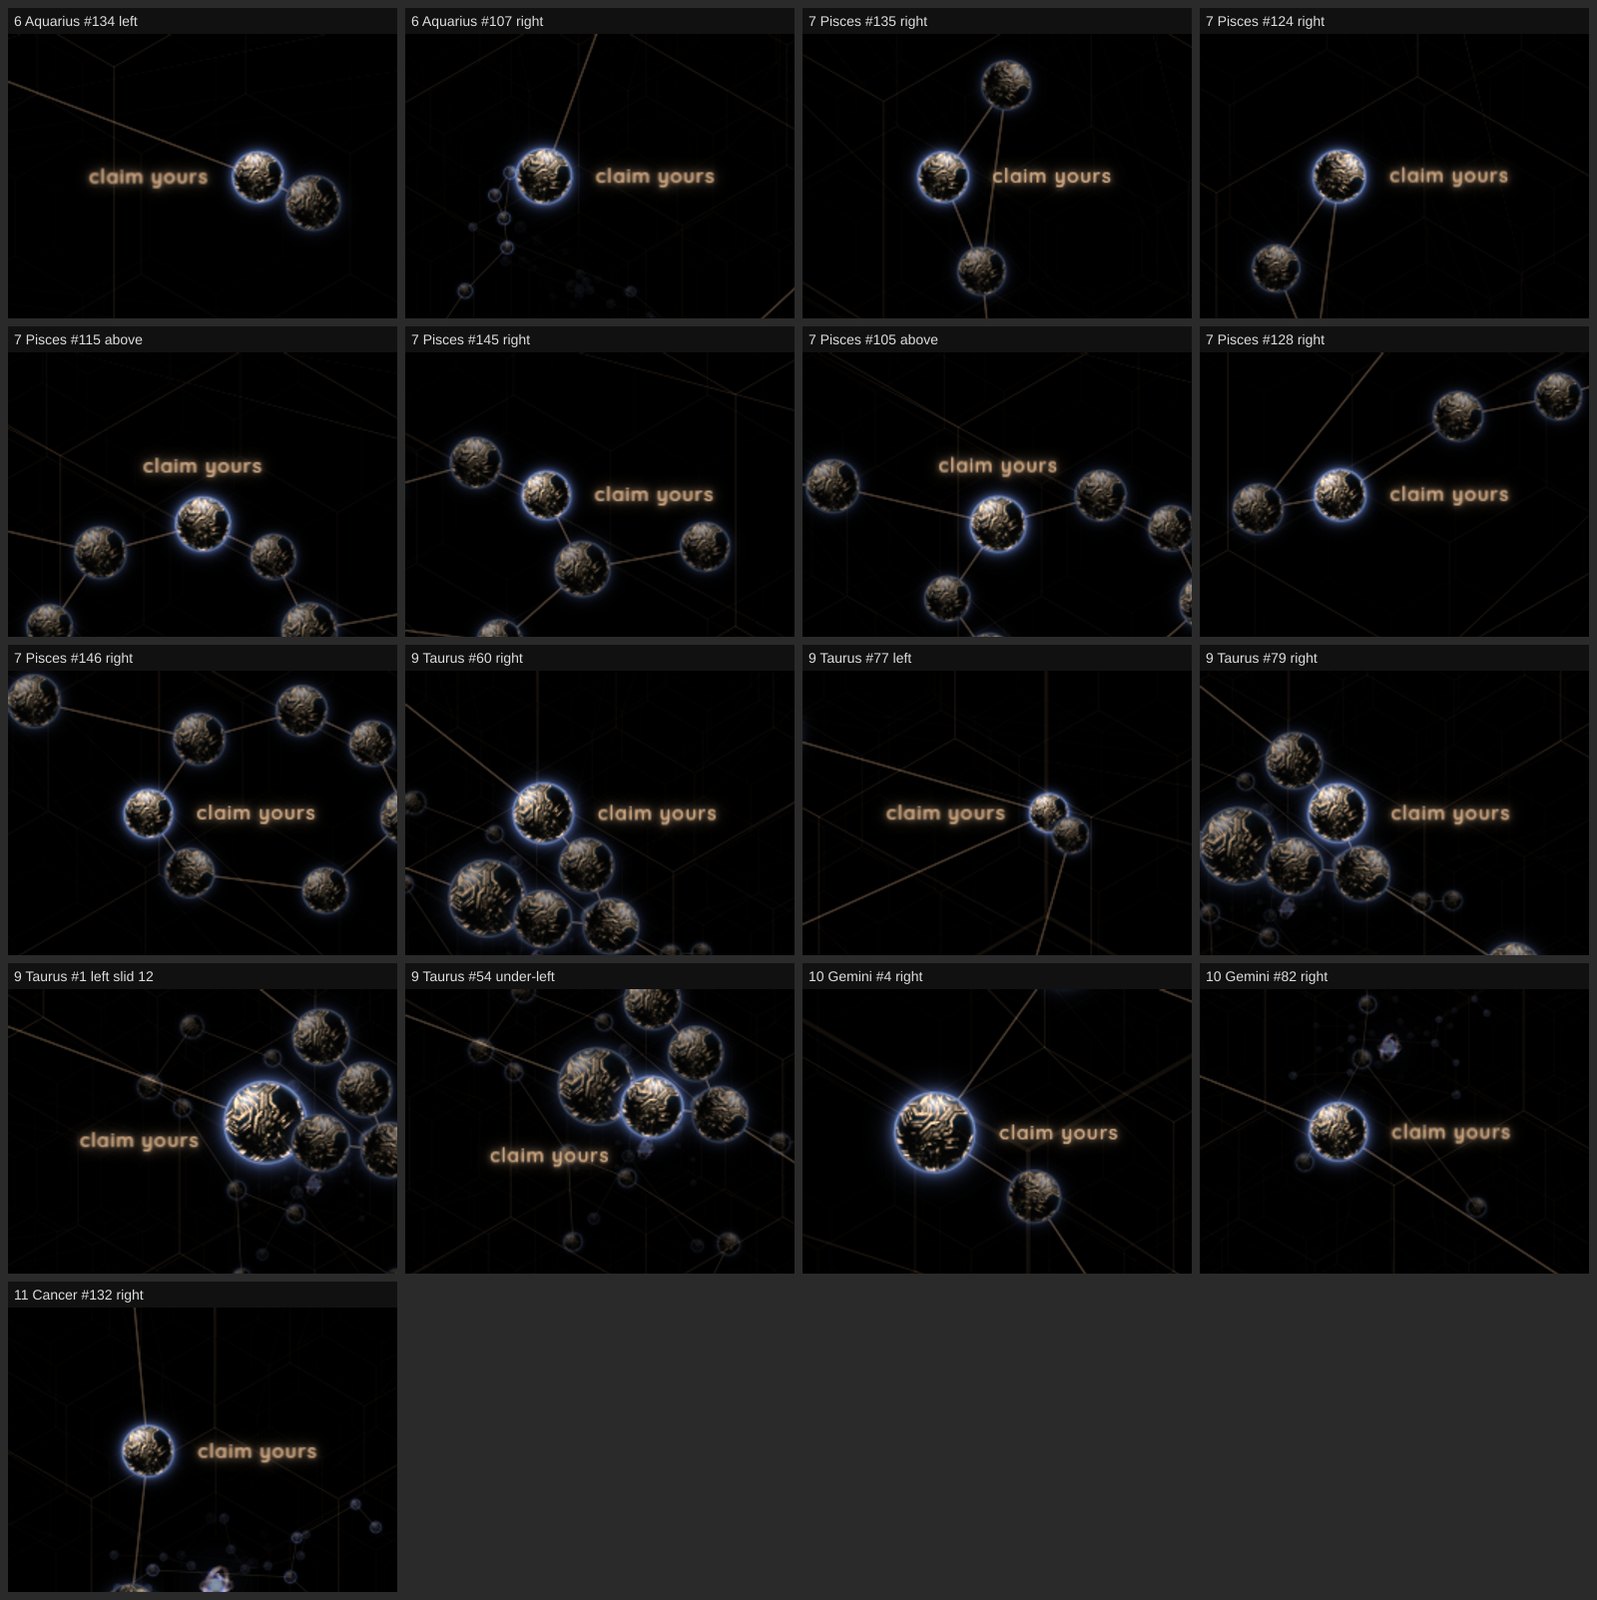 6 Aquarius #134 left
claim yours
6 Aquarius #107 right
claim yours
7 Pisces #135 right
claim yours
7 Pisces #124 right
claim yours
7 Pisces #115 above
claim yours
7 Pisces #145 right
claim yours
7 Pisces #105 above
claim yours
7 Pisces #128 right
claim yours
7 Pisces #146 right
claim yours
9 Taurus #60 right
claim yours
9 Taurus #77 left
claim yours
9 Taurus #79 right
claim yours
9 Taurus #1 left slid 12
claim yours
9 Taurus #54 under-left
claim yours
10 Gemini #4 right
claim yours
10 Gemini #82 right
claim yours
11 Cancer #132 right
claim yours